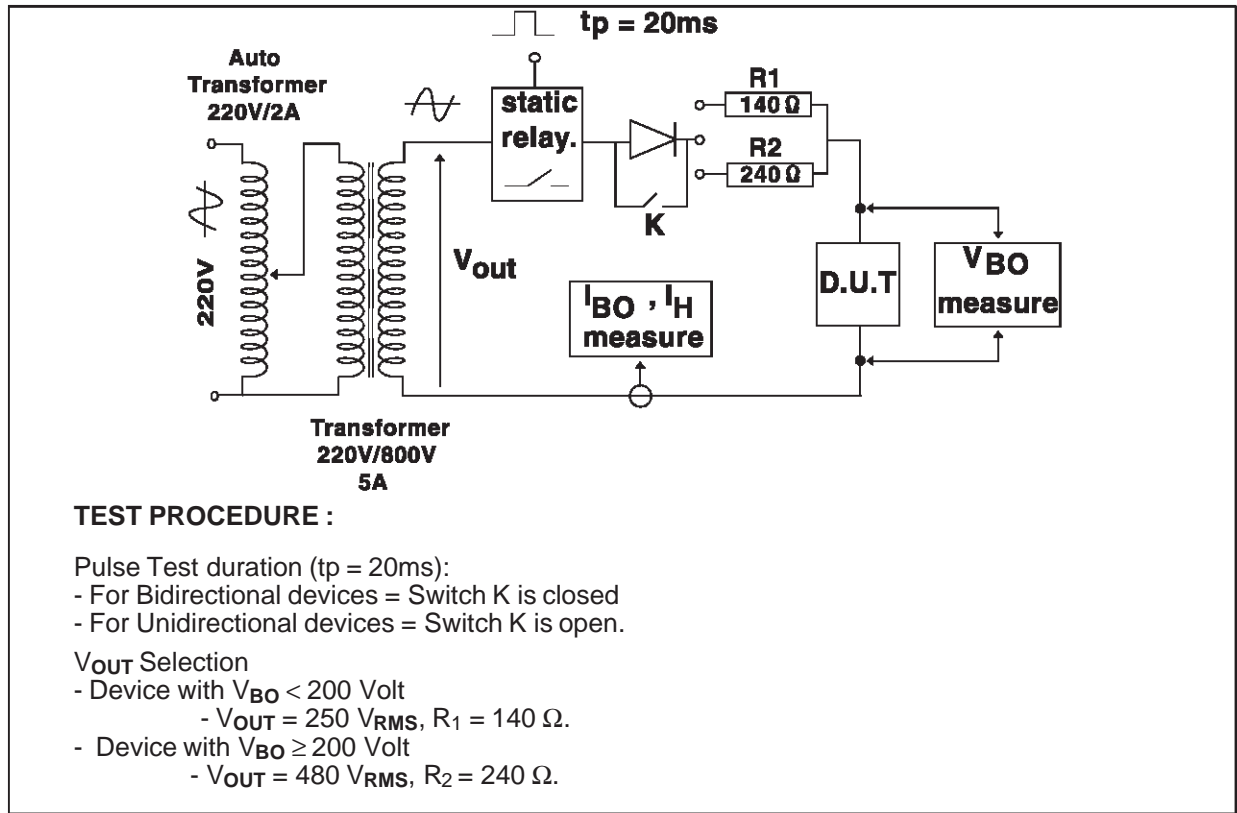 tp = 20ms
Auto
Transformer
220V/2A
static
relay.
R1
140 Ω
R2
240 Ω
K
220V
Vout
IBO , IH
measure
D.U.T
VBO
measure
Transformer
220V/800V
5A
TEST PROCEDURE :
Pulse Test duration (tp = 20ms):
- For Bidirectional devices = Switch K is closed
- For Unidirectional devices = Switch K is open.
VOUT Selection
- Device with VBO < 200 Volt
- VOUT = 250 VRMS, R1 = 140 Ω.
- Device with VBO ≥ 200 Volt
- VOUT = 480 VRMS, R2 = 240 Ω.